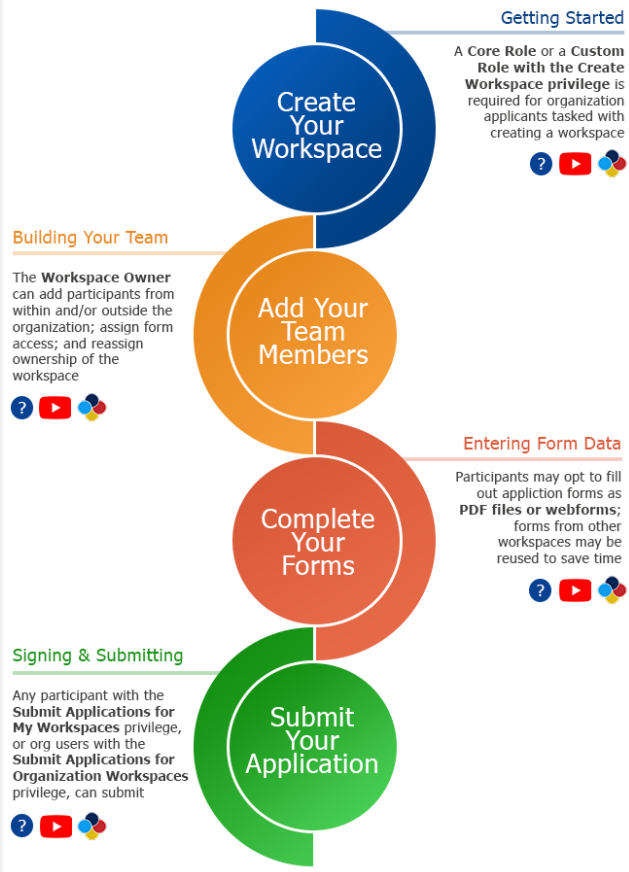 Getting Started
A Core Role or a Custom
Role with the Create
Workspace privilege is
required for organization
applicants tasked with
creating a workspace
?
Create
Your
Workspace
Building Your Team
The Workspace Owner
can add participants from
within and/or outside the
organization; assign form
access; and reassign
ownership of the
workspace
?
Add Your
Team
Members
Entering Form Data
Participants may opt to fill
out appliction forms as
PDF files or webforms;
forms from other
workspaces may be
reused to save time
?
Complete
Your
Forms
Signing & Submitting
Any participant with the
Submit Applications for
My Workspaces privilege,
or org users with the
Submit Applications for
Organization Workspaces
privilege, can submit
?
Submit
Your
Application